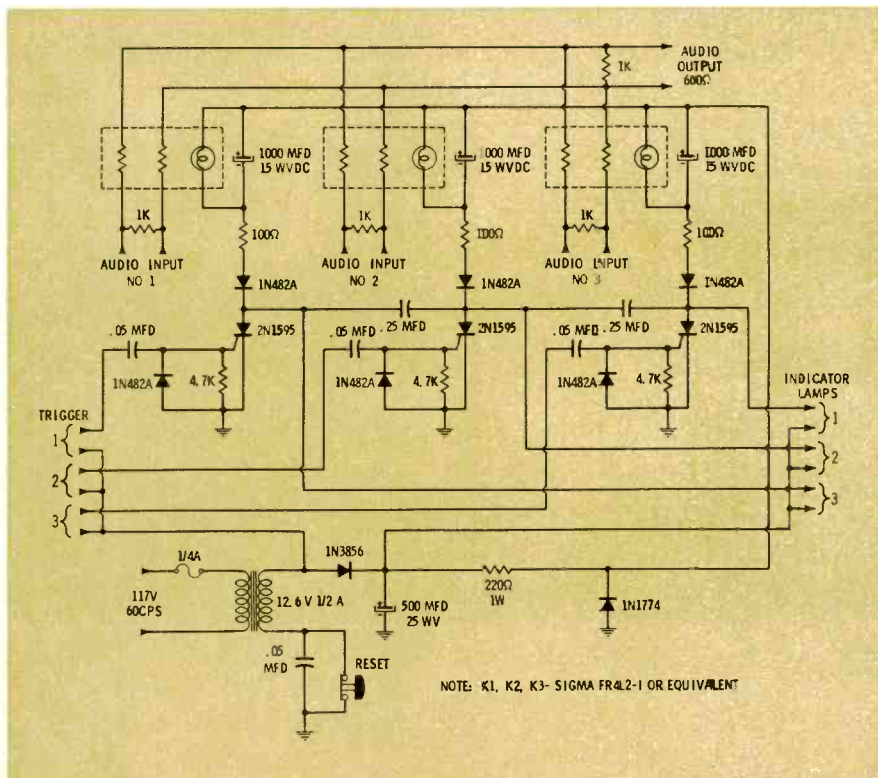 1K
AUDIO
OUTPUT
600Ω
1000 MFD
15 WVDC
1000 MFD
15 WVDC
1000 MFD
15 WVDC
1K
1K
1K
100Ω
100Ω
100Ω
AUDIO INPUT
NO 1
AUDIO INPUT
NO 2
AUDIO INPUT
NO 3
1N482A
1N482A
1N482A
.05 MFD
.25 MFD
.05 MFD
.25 MFD
.05 MFD
2N1595
2N1595
2N1595
1N482A
4.7K
1N482A
4.7K
1N482A
4.7K
TRIGGER
1
2
3
INDICATOR
LAMPS
1
2
3
1/4A
117V
60CPS
12.6 V 1/2 A
1N3856
500 MFD
25 WV
220Ω
1W
1N1774
.05
MFD
RESET
NOTE: K1, K2, K3- SIGMA FR4L2-1 OR EQUIVALENT